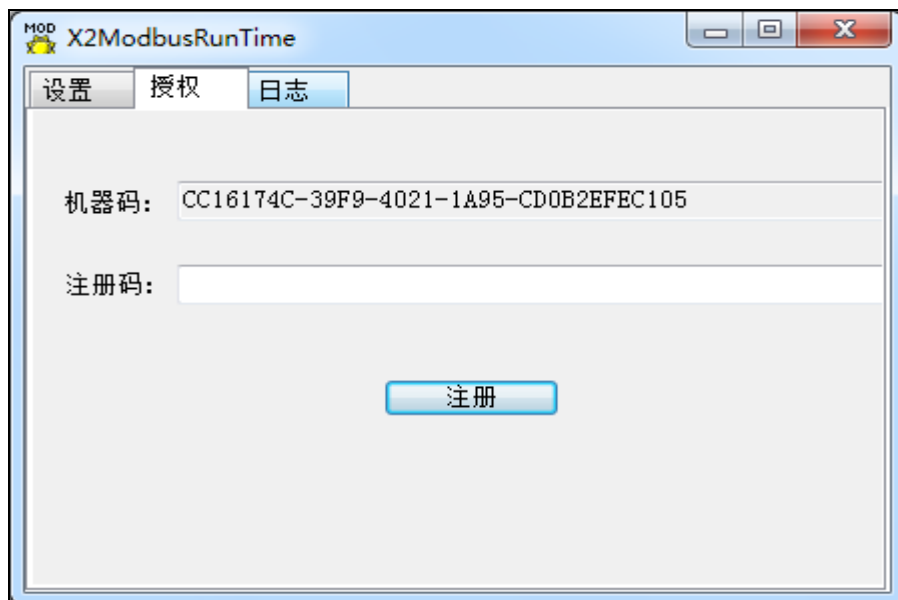 MOD
X2ModbusRunTime
设置 授权 日志
机器码: CC16174C-39F9-4021-1A95-CD0B2EFEC105
注册码:
注册